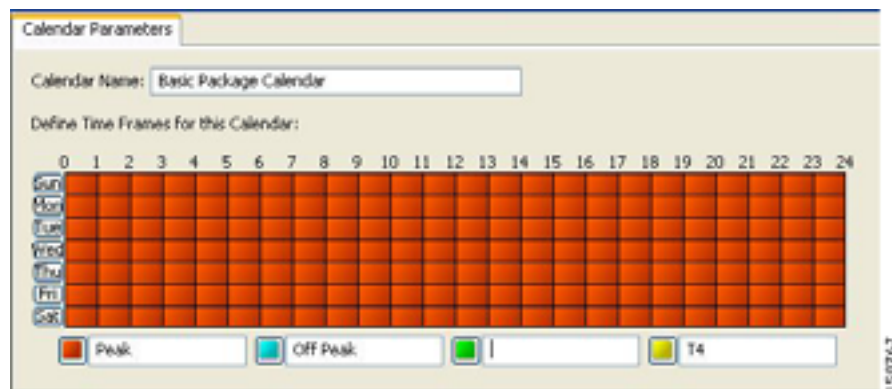 Calendar Parameters
Calendar Name: Basic Package Calendar
Define Time Frames for this Calendar:
0 1 2 3 4 5 6 7 8 9 10 11 12 13 14 15 16 17 18 19 20 21 22 23 24
Sun
Mon
Tue
Wed
Thu
Fri
Sat
Peak Off Peak T4